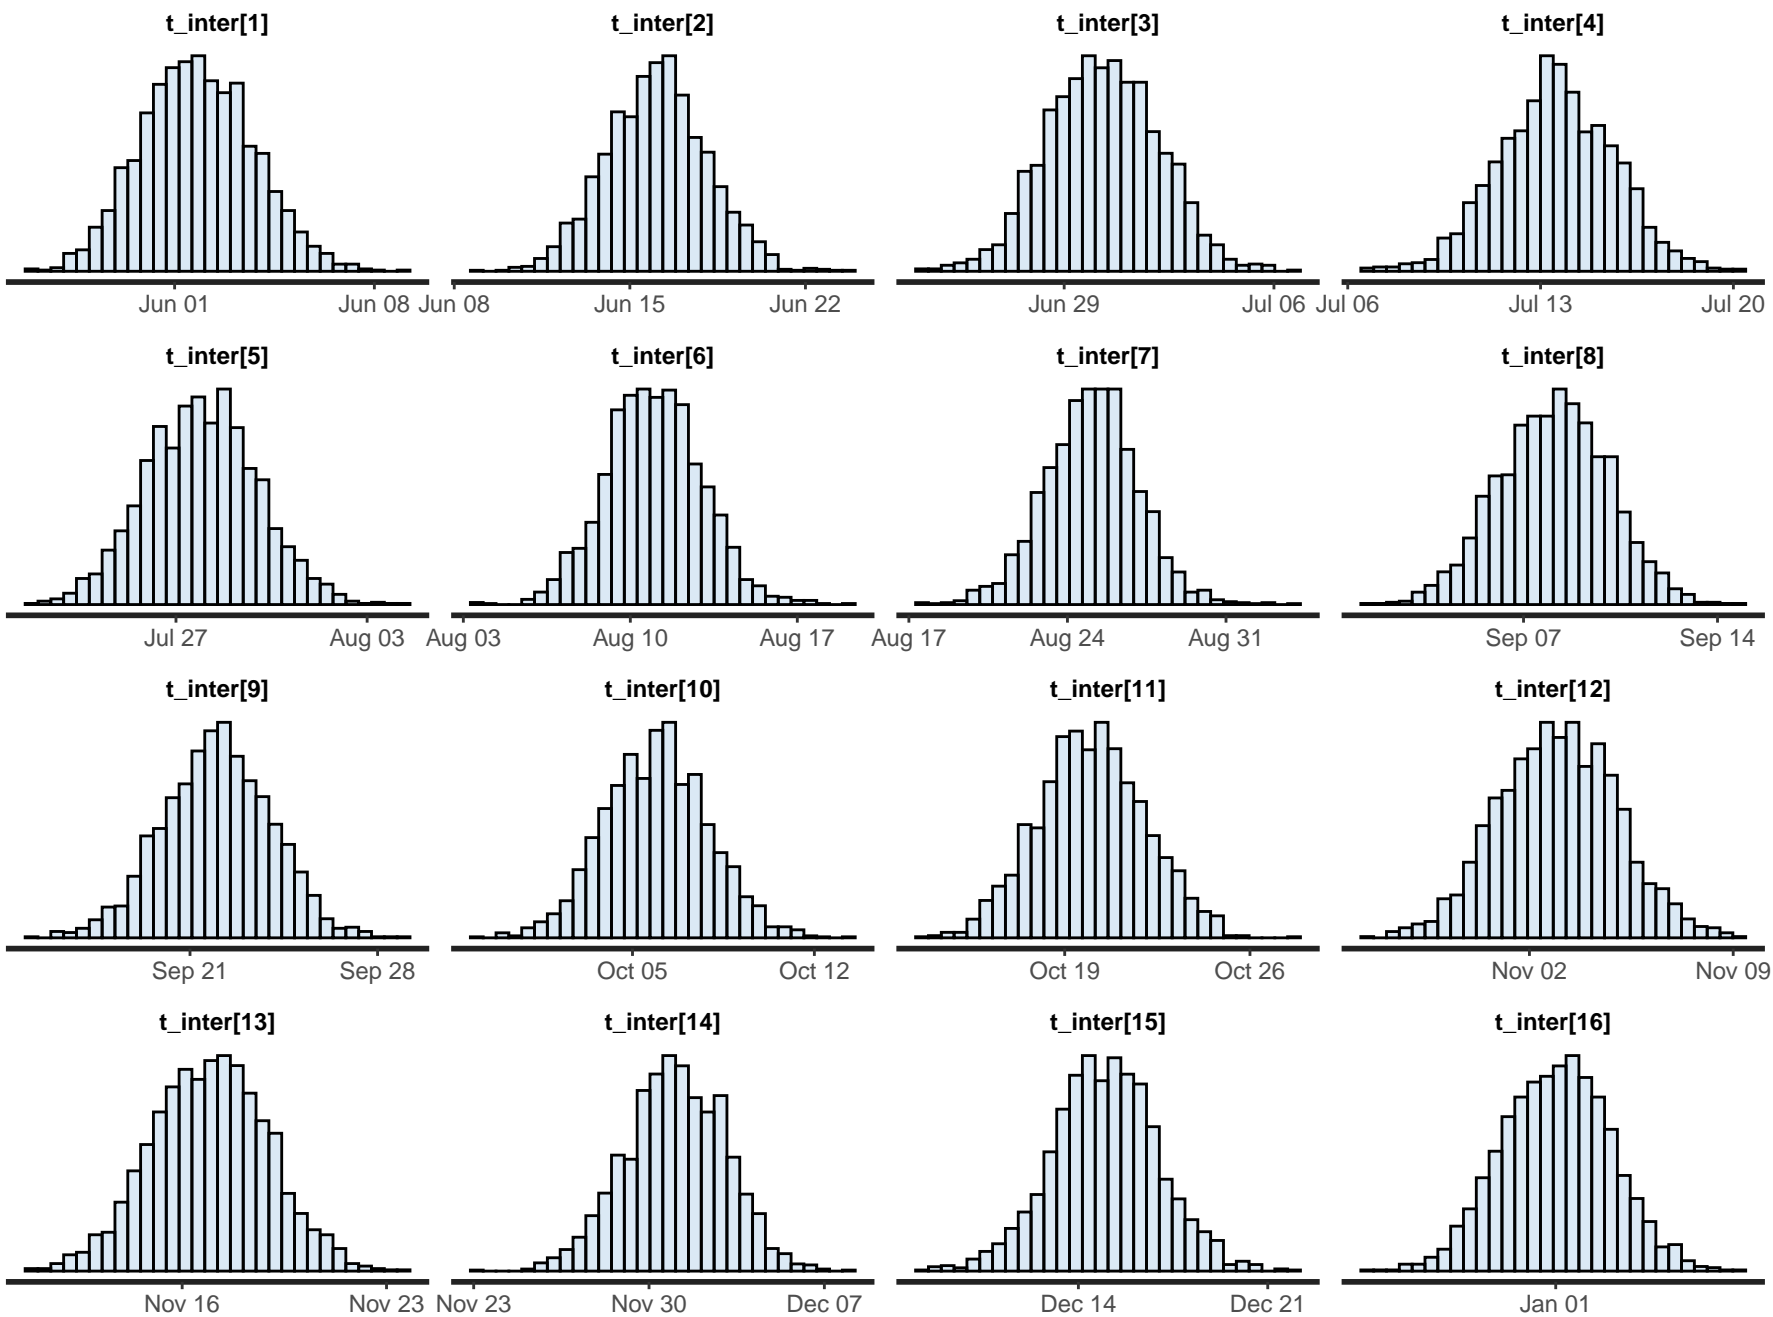 t_inter[1] t_inter[2] t_inter[3] t_inter[4]
Jun 01 Jun 08 Jun 08 Jun 15 Jun 22 Jun 29 Jul 06 Jul 06 Jul 13 Jul 20
t_inter[5] t_inter[6] t_inter[7] t_inter[8]
Jul 27 Aug 03 Aug 03 Aug 10 Aug 17 Aug 17 Aug 24 Aug 31 Sep 07 Sep 14
t_inter[9] t_inter[10] t_inter[11] t_inter[12]
Sep 21 Sep 28 Oct 05 Oct 12 Oct 19 Oct 26 Nov 02 Nov 09
t_inter[13] t_inter[14] t_inter[15] t_inter[16]
Nov 16 Nov 23 Nov 23 Nov 30 Dec 07 Dec 14 Dec 21 Jan 01